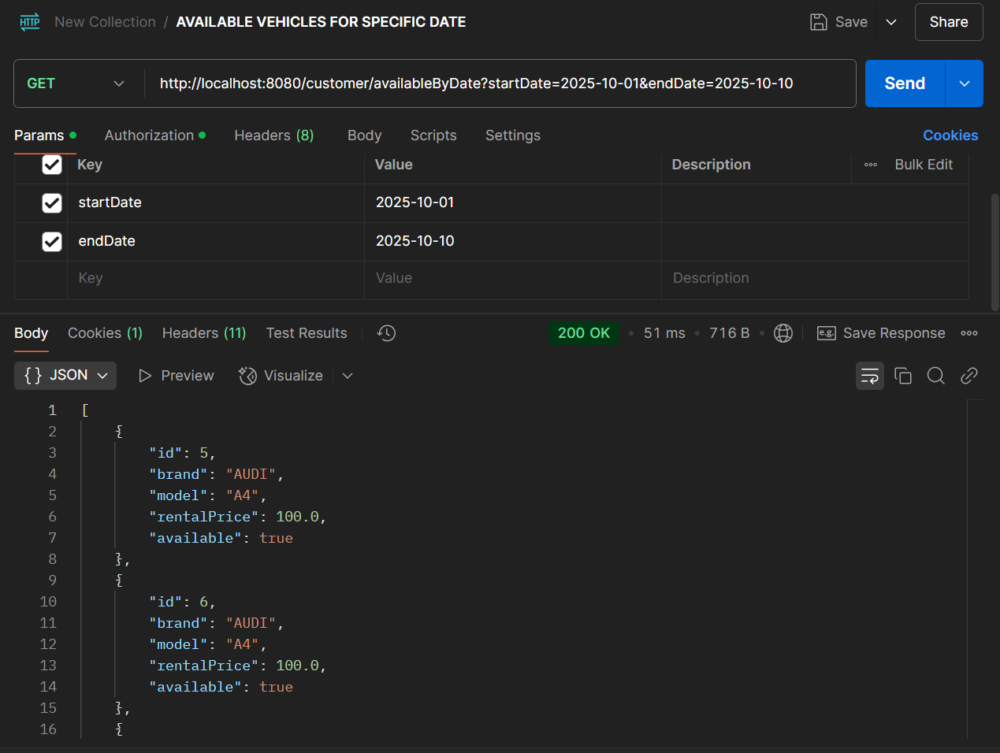 HTTP New Collection / AVAILABLE VEHICLES FOR SPECIFIC DATE Save Share
GET http://localhost:8080/customer/availableByDate?startDate=2025-10-01&endDate=2025-10-10 Send
Params Authorization Headers (8) Body Scripts Settings Cookies
Key Value Description Bulk Edit
startDate 2025-10-01
endDate 2025-10-10
Key Value Description
Body Cookies (1) Headers (11) Test Results 200 OK • 51 ms • 716 B • e.g. Save Response
{} JSON Preview Visualize
1 [
2 {
3 "id": 5,
4 "brand": "AUDI",
5 "model": "A4",
6 "rentalPrice": 100.0,
7 "available": true
8 },
9 {
10 "id": 6,
11 "brand": "AUDI",
12 "model": "A4",
13 "rentalPrice": 100.0,
14 "available": true
15 },
16 {